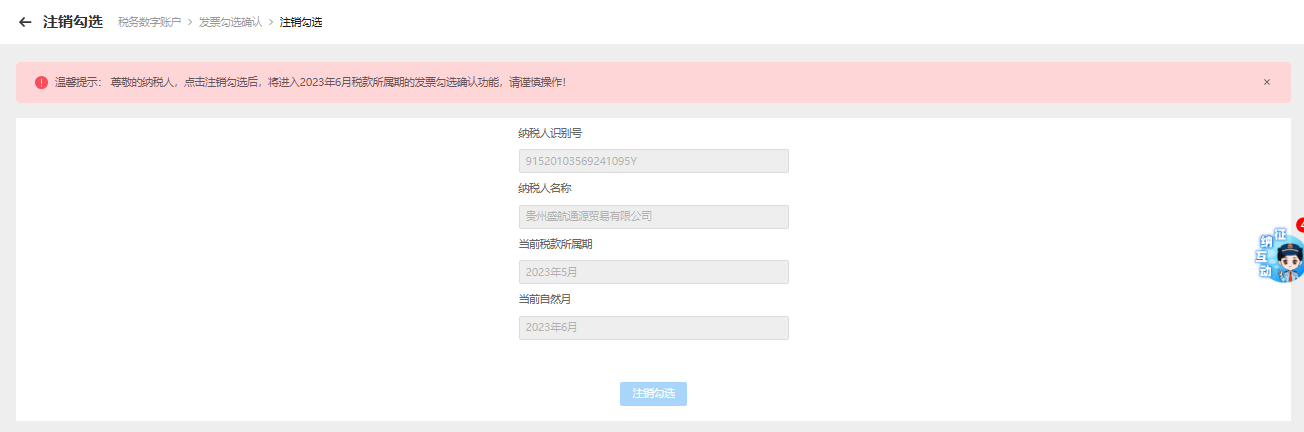 注销勾选 税务数字账户 > 发票勾选确认 > 注销勾选
温馨提示： 尊敬的纳税人，点击注销勾选后，将进入2023年6月税款所属期的发票勾选确认功能，请谨慎操作！ ×
纳税人识别号
91520103569241095Y
纳税人名称
贵州盛航通源贸易有限公司
当前税款所属期
2023年5月
当前自然月
2023年6月
征纳互动
注销勾选